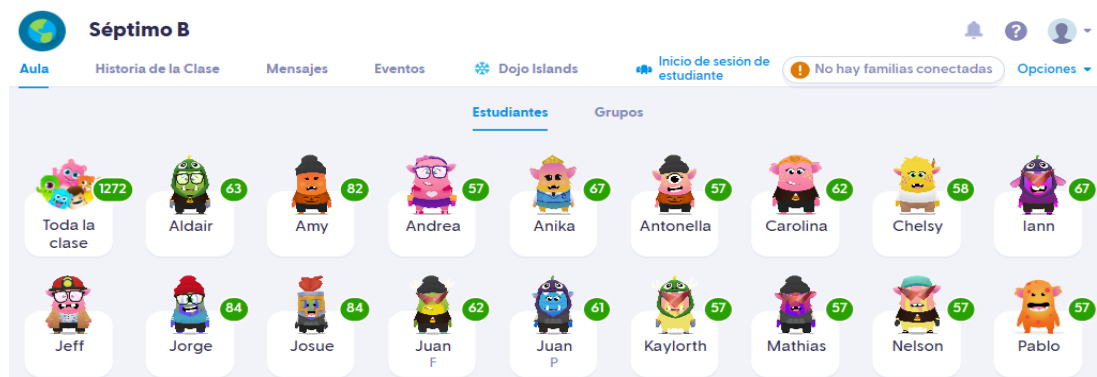 Séptimo B
Aula
Historia de la Clase
Mensajes
Eventos
Dojo Islands
Inicio de sesión de
estudiante
No hay familias conectadas
Opciones
Estudiantes
Grupos
1272
63
82
57
67
57
62
58
67
Toda la
clase
Aldair
Amy
Andrea
Anika
Antonella
Carolina
Chelsy
Iann
84
84
62
61
57
57
57
57
Jeff
Jorge
Josue
Juan
F
Juan
P
Kaylorth
Mathias
Nelson
Pablo